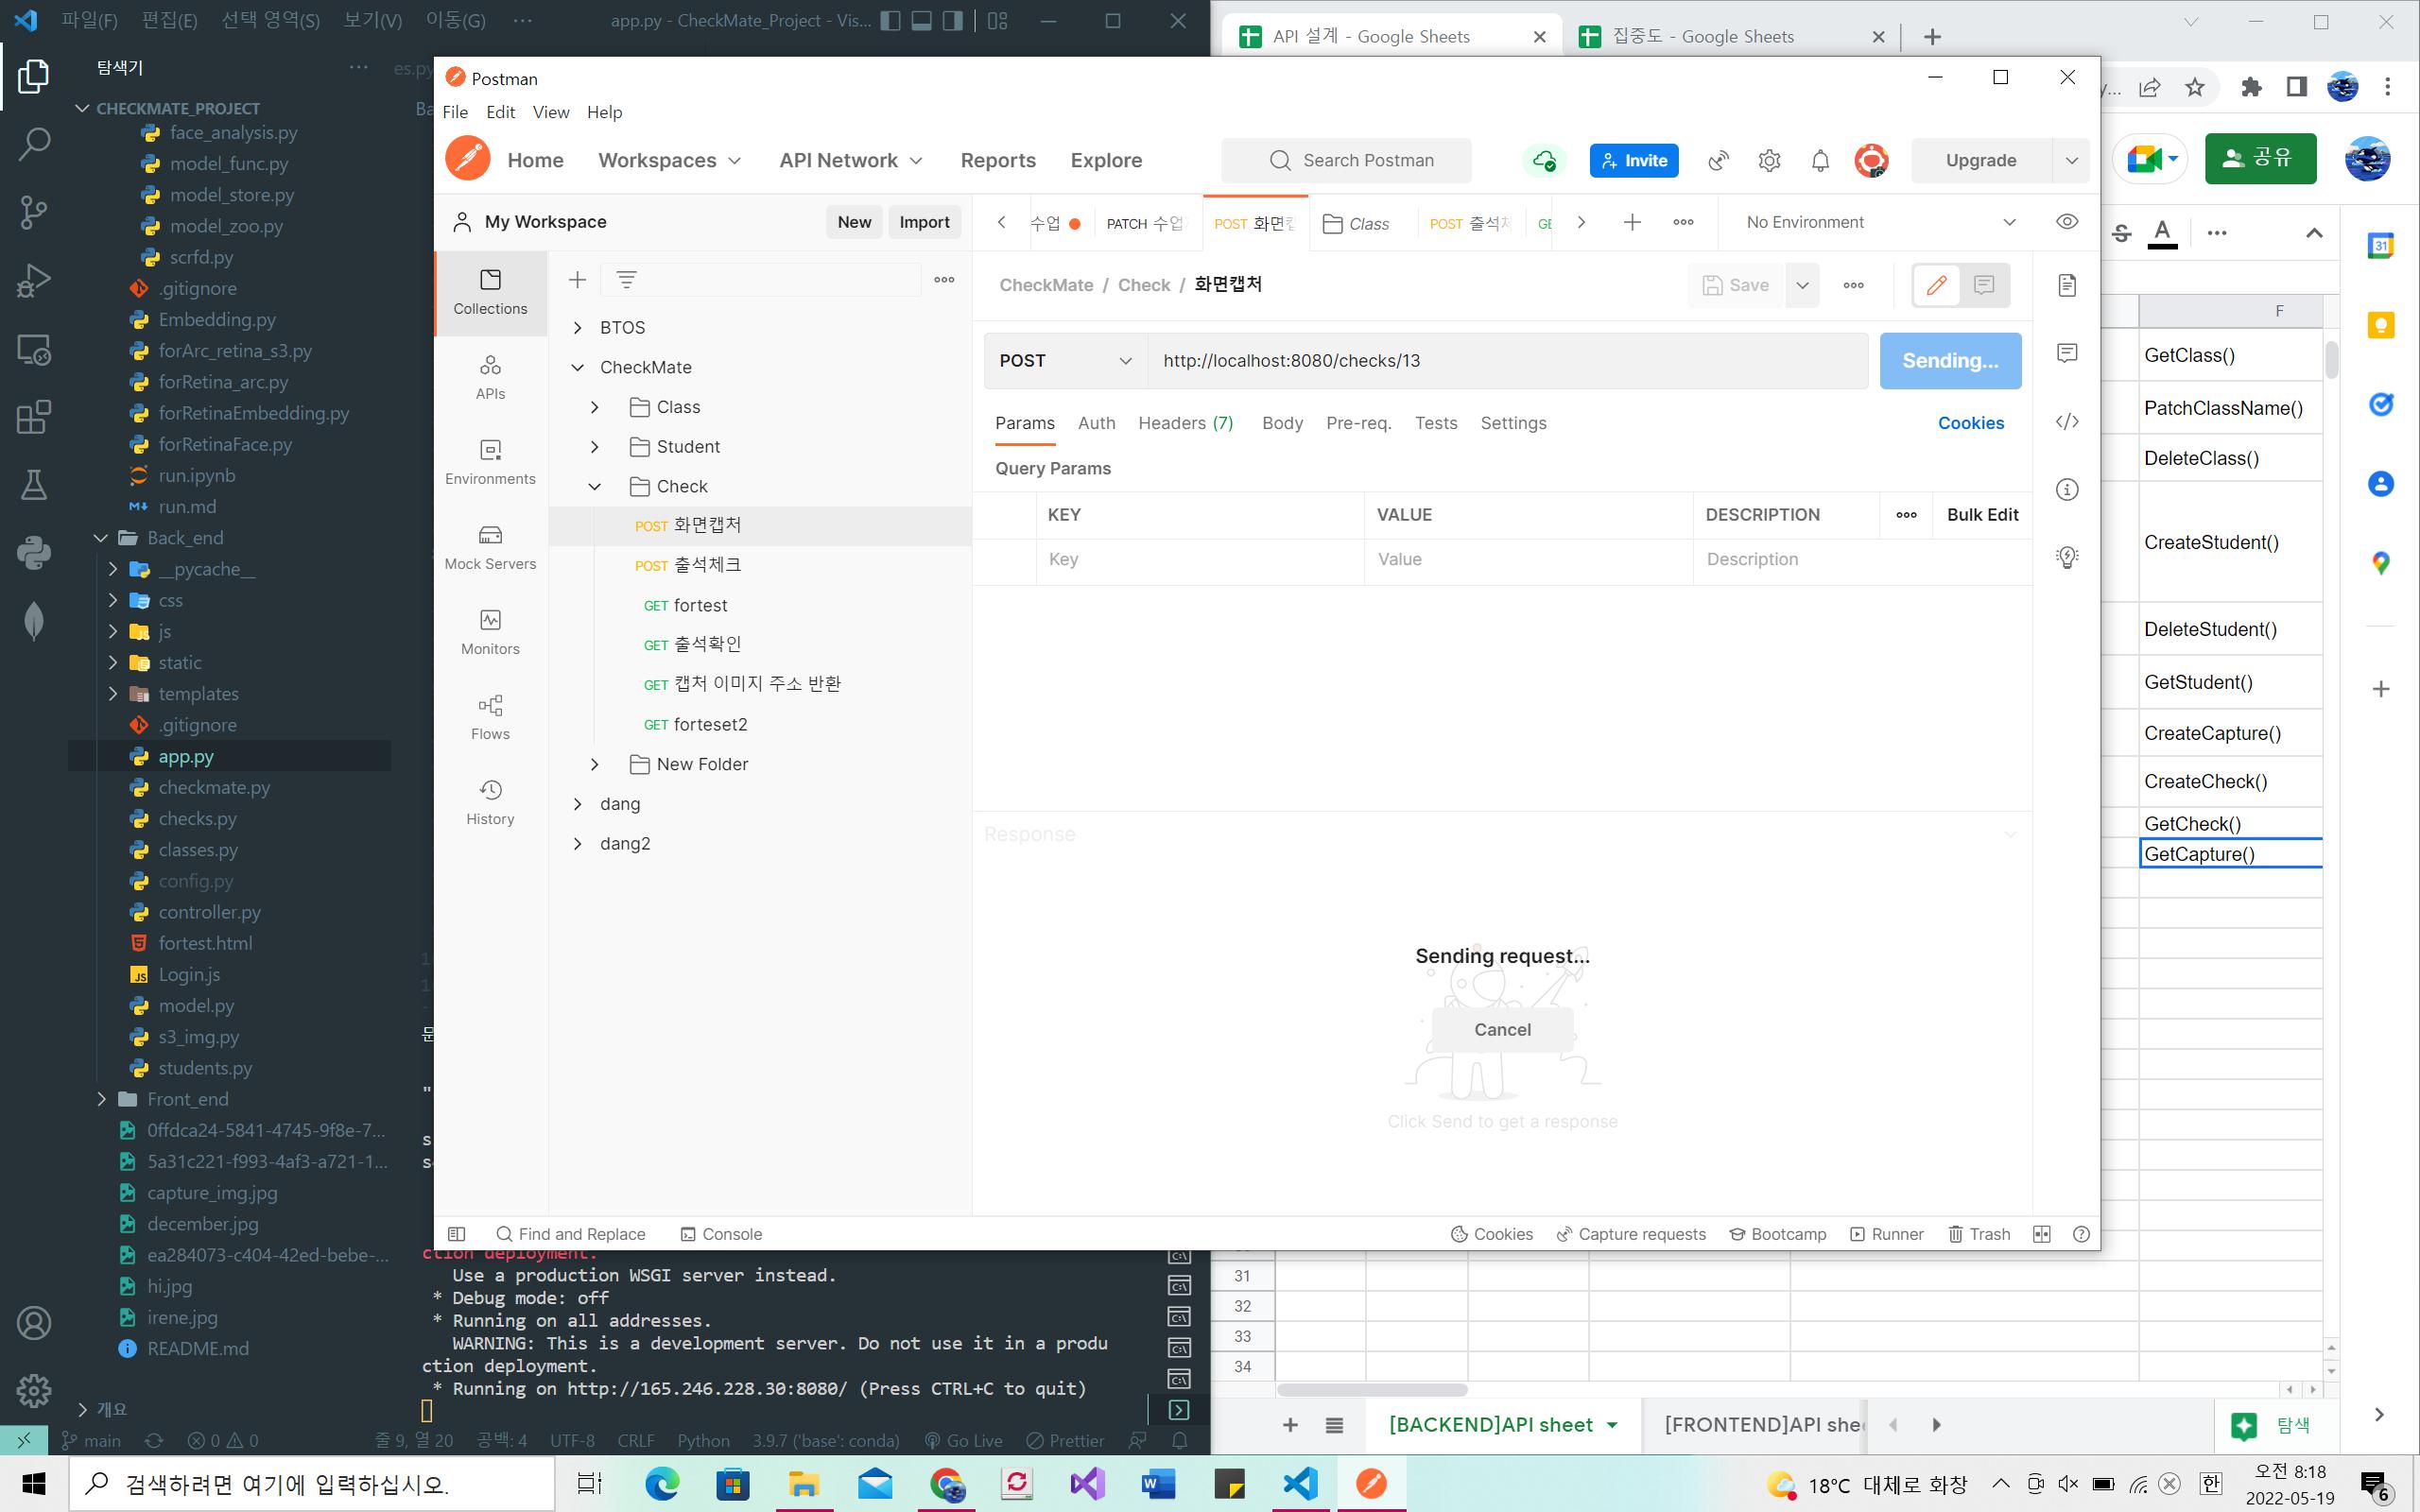 파일(F) 편집(E) 선택 영역(S) 보기(V) 이동(G) ··· app.py - CheckMate_Project - Vis...
탐색기 ···
CHECKMATE_PROJECT
face_analysis.py
model_func.py
model_store.py
model_zoo.py
scrfd.py
.gitignore
Embedding.py
forArc_retina_s3.py
forRetina_arc.py
forRetinaEmbedding.py
forRetinaFace.py
run.ipynb
run.md
Back_end
__pycache__
css
js
static
templates
.gitignore
app.py
checkmate.py
checks.py
classes.py
config.py
controller.py
fortest.html
Login.js
model.py
s3_img.py
students.py
Front_end
0ffdca24-5841-4745-9f8e-7...
5a31c221-f993-4af3-a721-1...
capture_img.jpg
december.jpg
ea284073-c404-42ed-bebe-...
hi.jpg
irene.jpg
README.md
개요
es.py
Ba
ction deployment.
Use a production WSGI server instead.
* Debug mode: off
* Running on all addresses.
WARNING: This is a development server. Do not use it in a produ
ction deployment.
* Running on http://165.246.228.30:8080/ (Press CTRL+C to quit)
main 0 0 줄 9, 열 20 공백: 4 UTF-8 CRLF Python 3.9.7 ('base': conda) Go Live Prettier
Postman
File Edit View Help
Home Workspaces API Network Reports Explore Search Postman Invite Upgrade
My Workspace New Import
수업 PATCH 수업 POST 화면캡 Class POST 출석체 GE No Environment
Collections
APIs
Environments
Mock Servers
Monitors
Flows
History
BTOS
CheckMate
Class
Student
Check
POST 화면캡처
POST 출석체크
GET fortest
GET 출석확인
GET 캡처 이미지 주소 반환
GET forteset2
New Folder
dang
dang2
CheckMate / Check / 화면캡처 Save
POST http://localhost:8080/checks/13 Sending...
Params Auth Headers (7) Body Pre-req. Tests Settings Cookies
Query Params
KEY VALUE DESCRIPTION Bulk Edit
Key Value Description
Response
Sending request...
Cancel
Click Send to get a response
Find and Replace Console Cookies Capture requests Bootcamp Runner Trash
API 설계 - Google Sheets 집중도 - Google Sheets
공유
F
GetClass()
PatchClassName()
DeleteClass()
CreateStudent()
DeleteStudent()
GetStudent()
CreateCapture()
CreateCheck()
GetCheck()
GetCapture()
31
32
33
34
[BACKEND]API sheet [FRONTEND]API shee 탐색
검색하려면 여기에 입력하십시오. 18°C 대체로 화창 한 오전 8:18
2022-05-19 6